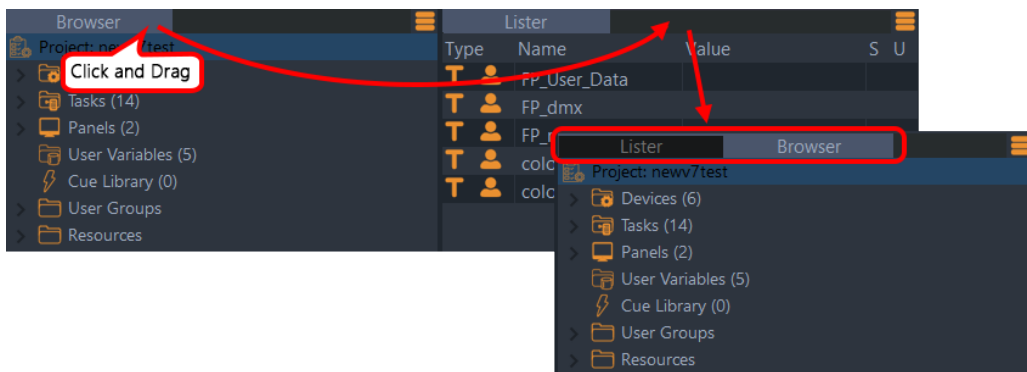 Browser
Project: newv7test
Click and Drag
Tasks (14)
Panels (2)
User Variables (5)
Cue Library (0)
User Groups
Resources
Lister
Type Name Value S U
FP_User_Data
FP_dmx
FP_
colo
colo
Lister Browser
Project: newv7test
Devices (6)
Tasks (14)
Panels (2)
User Variables (5)
Cue Library (0)
User Groups
Resources